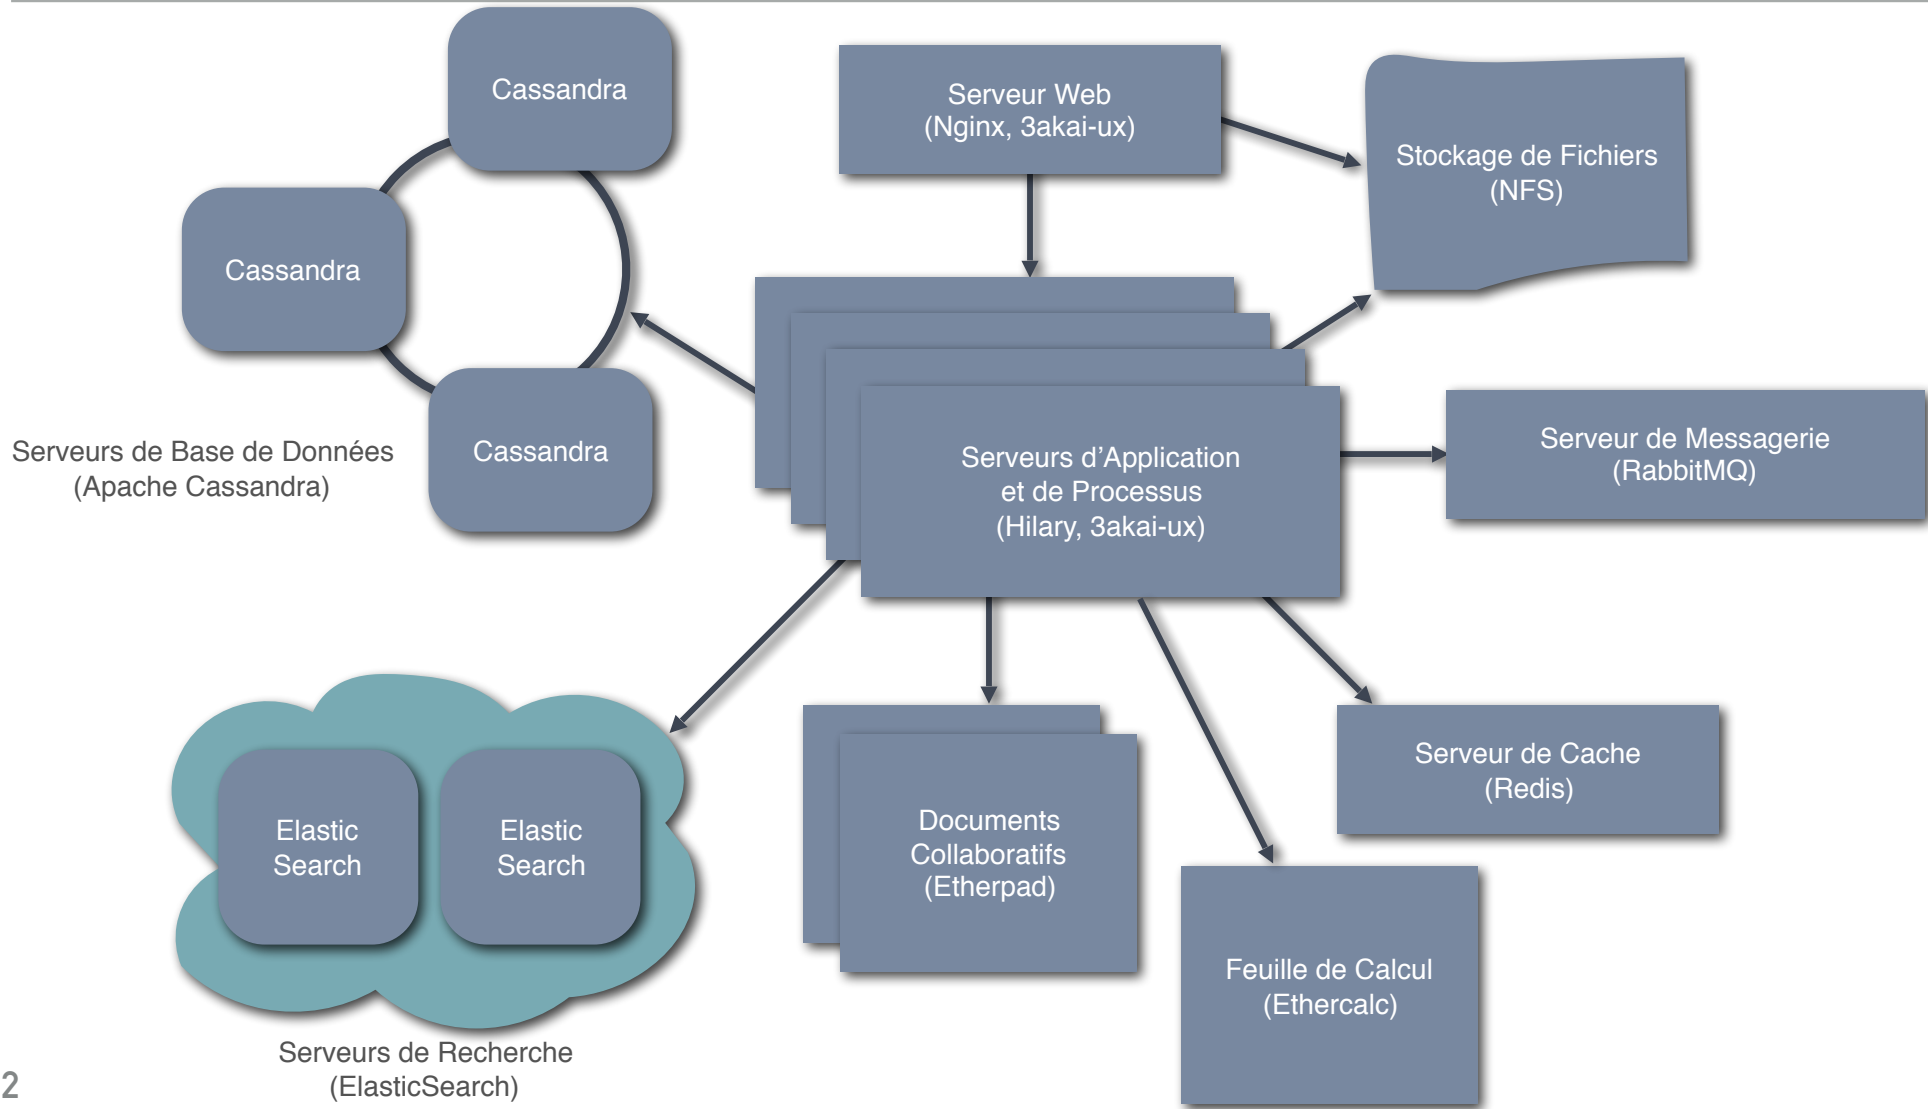 Cassandra
Serveur Web
(Nginx, 3akai-ux)
Stockage de Fichiers
(NFS)
Cassandra
Cassandra
Serveurs de Base de Données
(Apache Cassandra)
Serveurs d’Application
et de Processus
(Hilary, 3akai-ux)
Serveur de Messagerie
(RabbitMQ)
Elastic
Search
Elastic
Search
Serveurs de Recherche
(ElasticSearch)
Documents
Collaboratifs
(Etherpad)
Serveur de Cache
(Redis)
Feuille de Calcul
(Ethercalc)
2